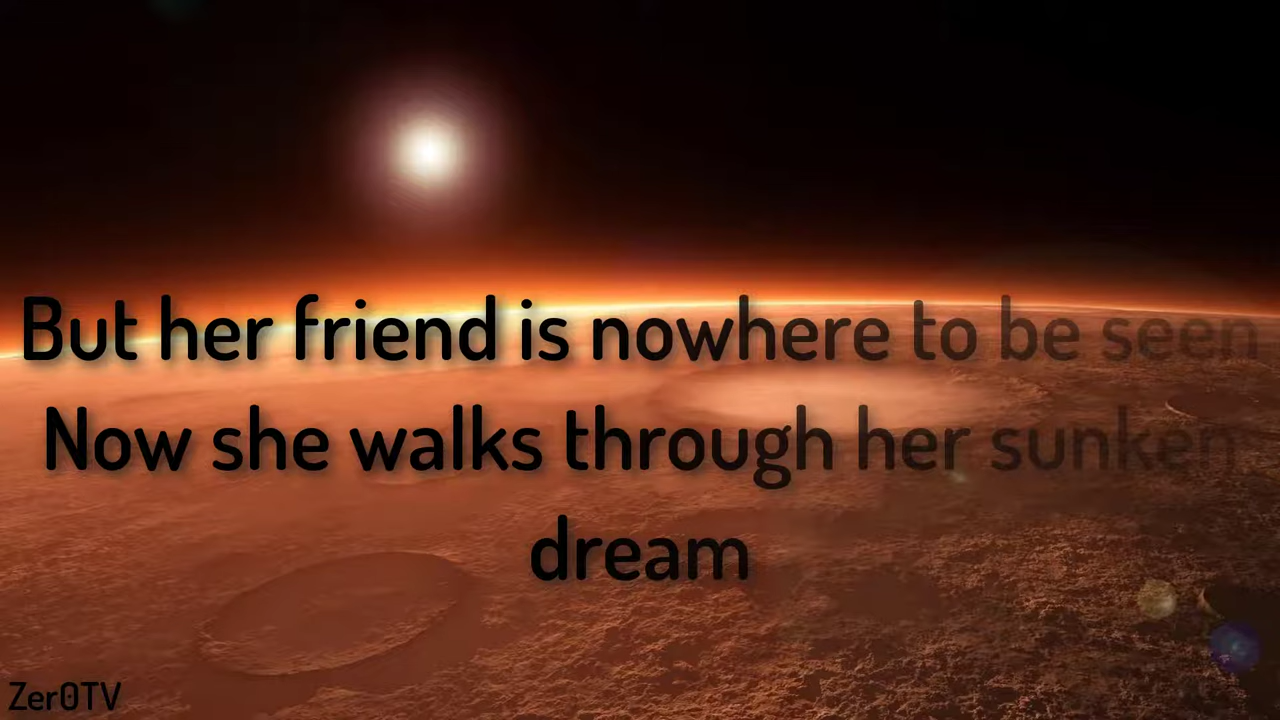 But her friend is nowhere to be seen
Now she walks through her sunken
dream
Zer0TV